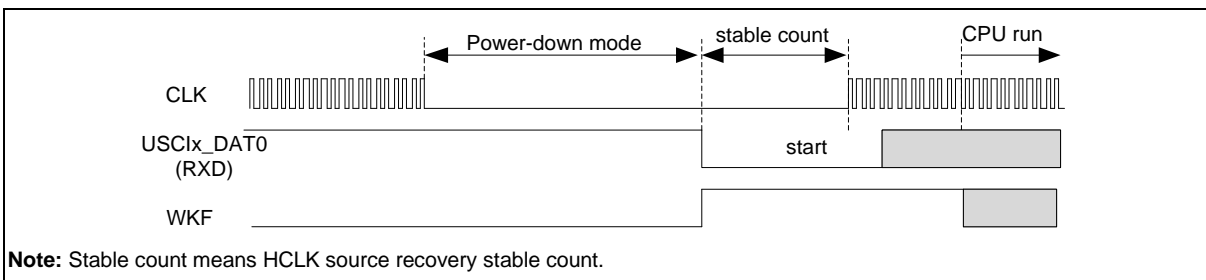 Power-down mode
stable count
CPU run
CLK
USCIx_DAT0
(RXD)
start
WKF
Note: Stable count means HCLK source recovery stable count.